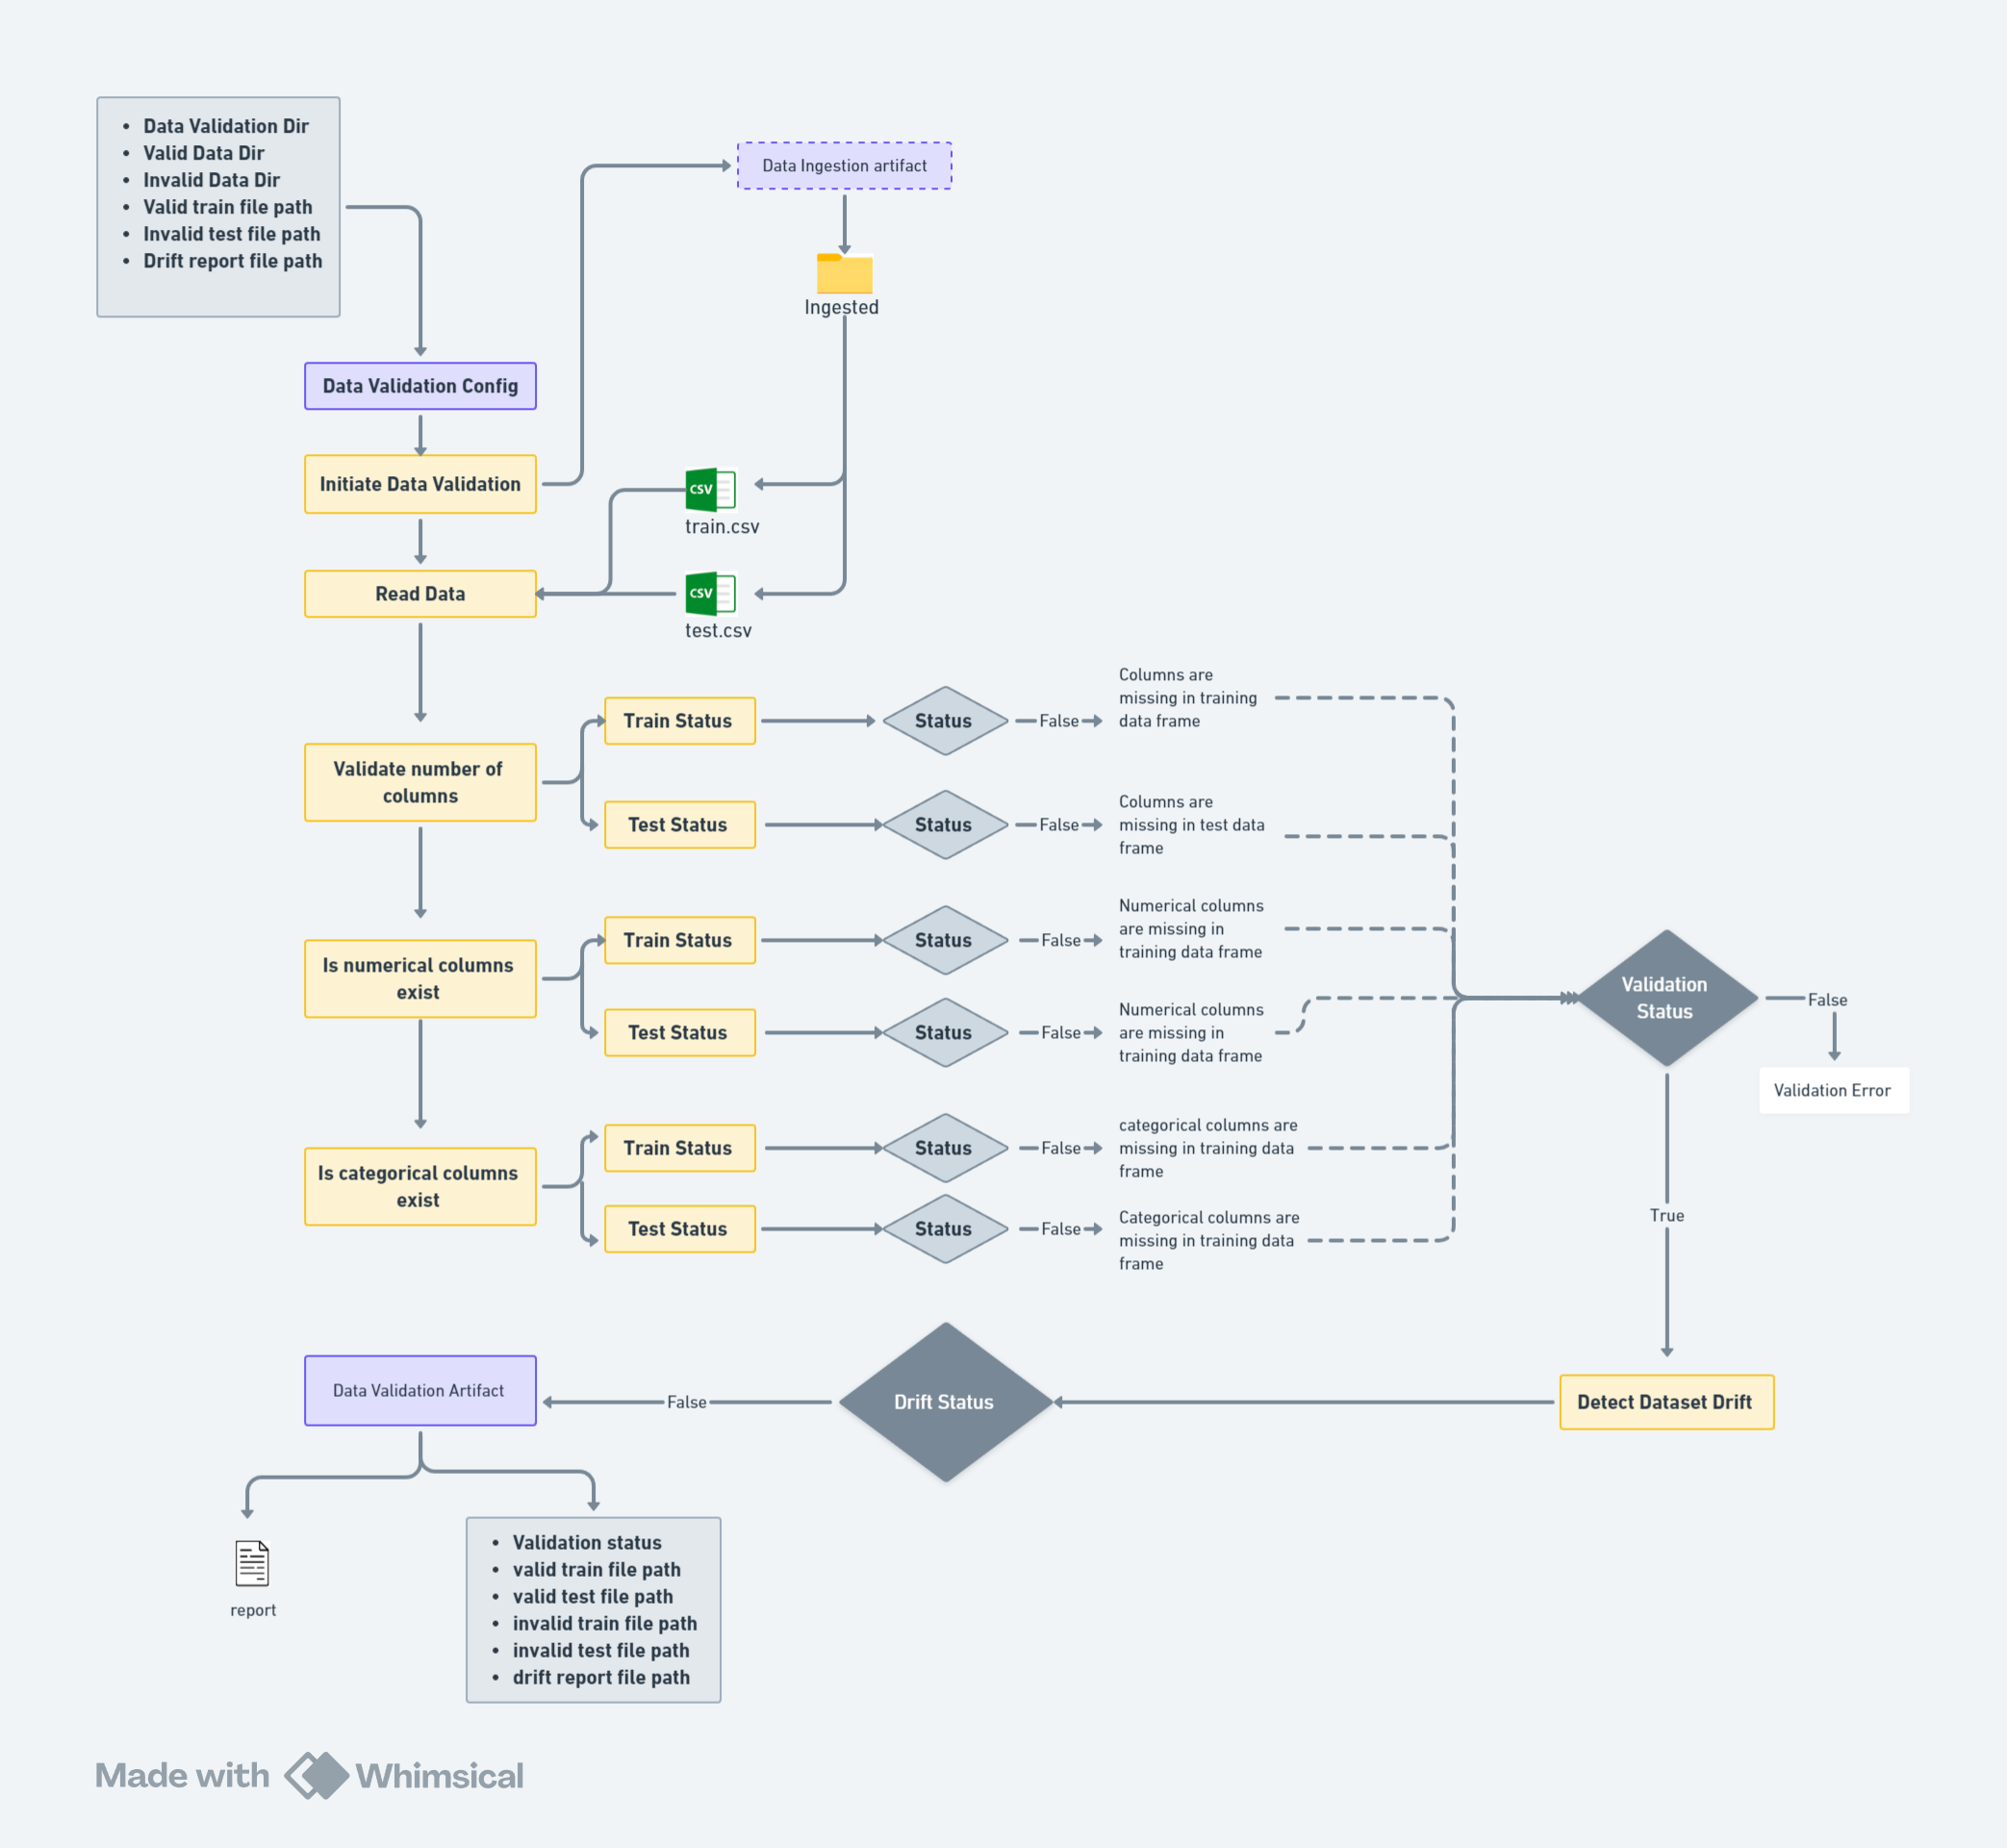 • Data Validation Dir
• Valid Data Dir
• Invalid Data Dir
• Valid train file path
• Invalid test file path
• Drift report file path
Data Ingestion artifact
Ingested
Data Validation Config
Initiate Data Validation
CSV
train.csv
Read Data
CSV
test.csv
Validate number of
columns
Train Status
Status
False
Columns are
missing in training
data frame
Test Status
Status
False
Columns are
missing in test data
frame
Is numerical columns
exist
Train Status
Status
False
Numerical columns
are missing in
training data frame
Test Status
Status
False
Numerical columns
are missing in
training data frame
Is categorical columns
exist
Train Status
Status
False
categorical columns are
missing in training data
frame
Test Status
Status
False
Categorical columns are
missing in training data
frame
Validation
Status
False
Validation Error
True
Detect Dataset Drift
Drift Status
False
Data Validation Artifact
report
• Validation status
• valid train file path
• valid test file path
• invalid train file path
• invalid test file path
• drift report file path
Made with Whimsical